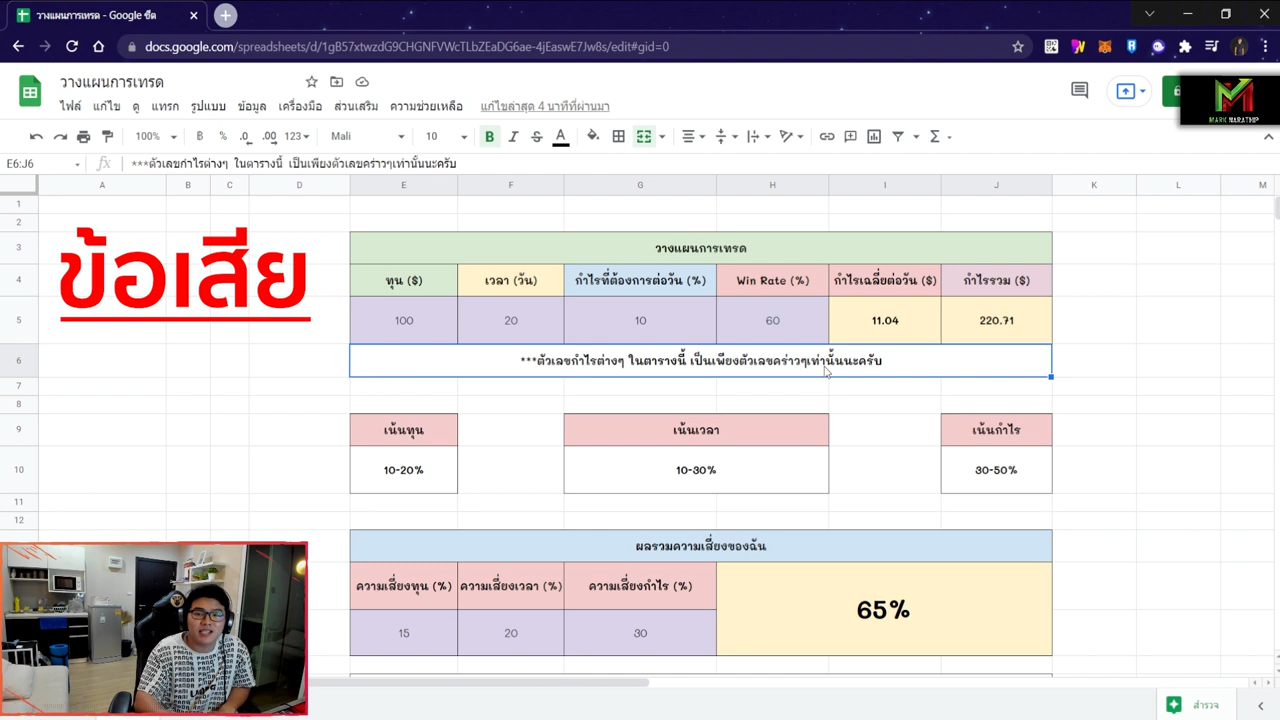 วางแผนการเทรด - Google ชีต
docs.google.com/spreadsheets/d/1gB57xtwzdG9CHGNFVWcTLbZEaDG6ae-4jEaswE7Jw8s/edit#gid=0
วางแผนการเทรด
ไฟล์ แก้ไข ดู แทรก รูปแบบ ข้อมูล เครื่องมือ ส่วนเสริม ความช่วยเหลือ แก้ไขล่าสุด 4 นาทีที่ผ่านมา
MARK NARATHIP
100% ฿ % .0 .00 123 Mali 10 B I S A
E6:J6 fx ***ตัวเลขกำไรต่างๆ ในตารางนี้ เป็นเพียงตัวเลขคร่าวๆเท่านั้นนะครับ
A B C D E F G H I J K L M
1
2
3 วางแผนการเทรด
ข้อเสีย
4 ทุน ($) เวลา (วัน) กำไรที่ต้องการต่อวัน (%) Win Rate (%) กำไรเฉลี่ยต่อวัน ($) กำไรรวม ($)
5 100 20 10 60 11.04 220.71
6 ***ตัวเลขกำไรต่างๆ ในตารางนี้ เป็นเพียงตัวเลขคร่าวๆเท่านั้นนะครับ
7
8
9 เน้นทุน เน้นเวลา เน้นกำไร
10 10-20% 10-30% 30-50%
11
12
ผลรวมความเสี่ยงของฉัน
ความเสี่ยงทุน (%) ความเสี่ยงเวลา (%) ความเสี่ยงกำไร (%) 65%
15 20 30
สำรวจ